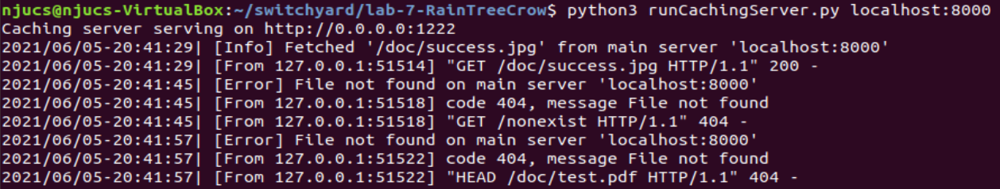 njucs@njucs-VirtualBox:~/switchyard/lab-7-RainTreeCrow$ python3 runCachingServer.py localhost:8000
Caching server serving on http://0.0.0.0:1222
2021/06/05-20:41:29| [Info] Fetched '/doc/success.jpg' from main server 'localhost:8000'
2021/06/05-20:41:29| [From 127.0.0.1:51514] "GET /doc/success.jpg HTTP/1.1" 200 -
2021/06/05-20:41:45| [Error] File not found on main server 'localhost:8000'
2021/06/05-20:41:45| [From 127.0.0.1:51518] code 404, message File not found
2021/06/05-20:41:45| [From 127.0.0.1:51518] "GET /nonexist HTTP/1.1" 404 -
2021/06/05-20:41:57| [Error] File not found on main server 'localhost:8000'
2021/06/05-20:41:57| [From 127.0.0.1:51522] code 404, message File not found
2021/06/05-20:41:57| [From 127.0.0.1:51522] "HEAD /doc/test.pdf HTTP/1.1" 404 -